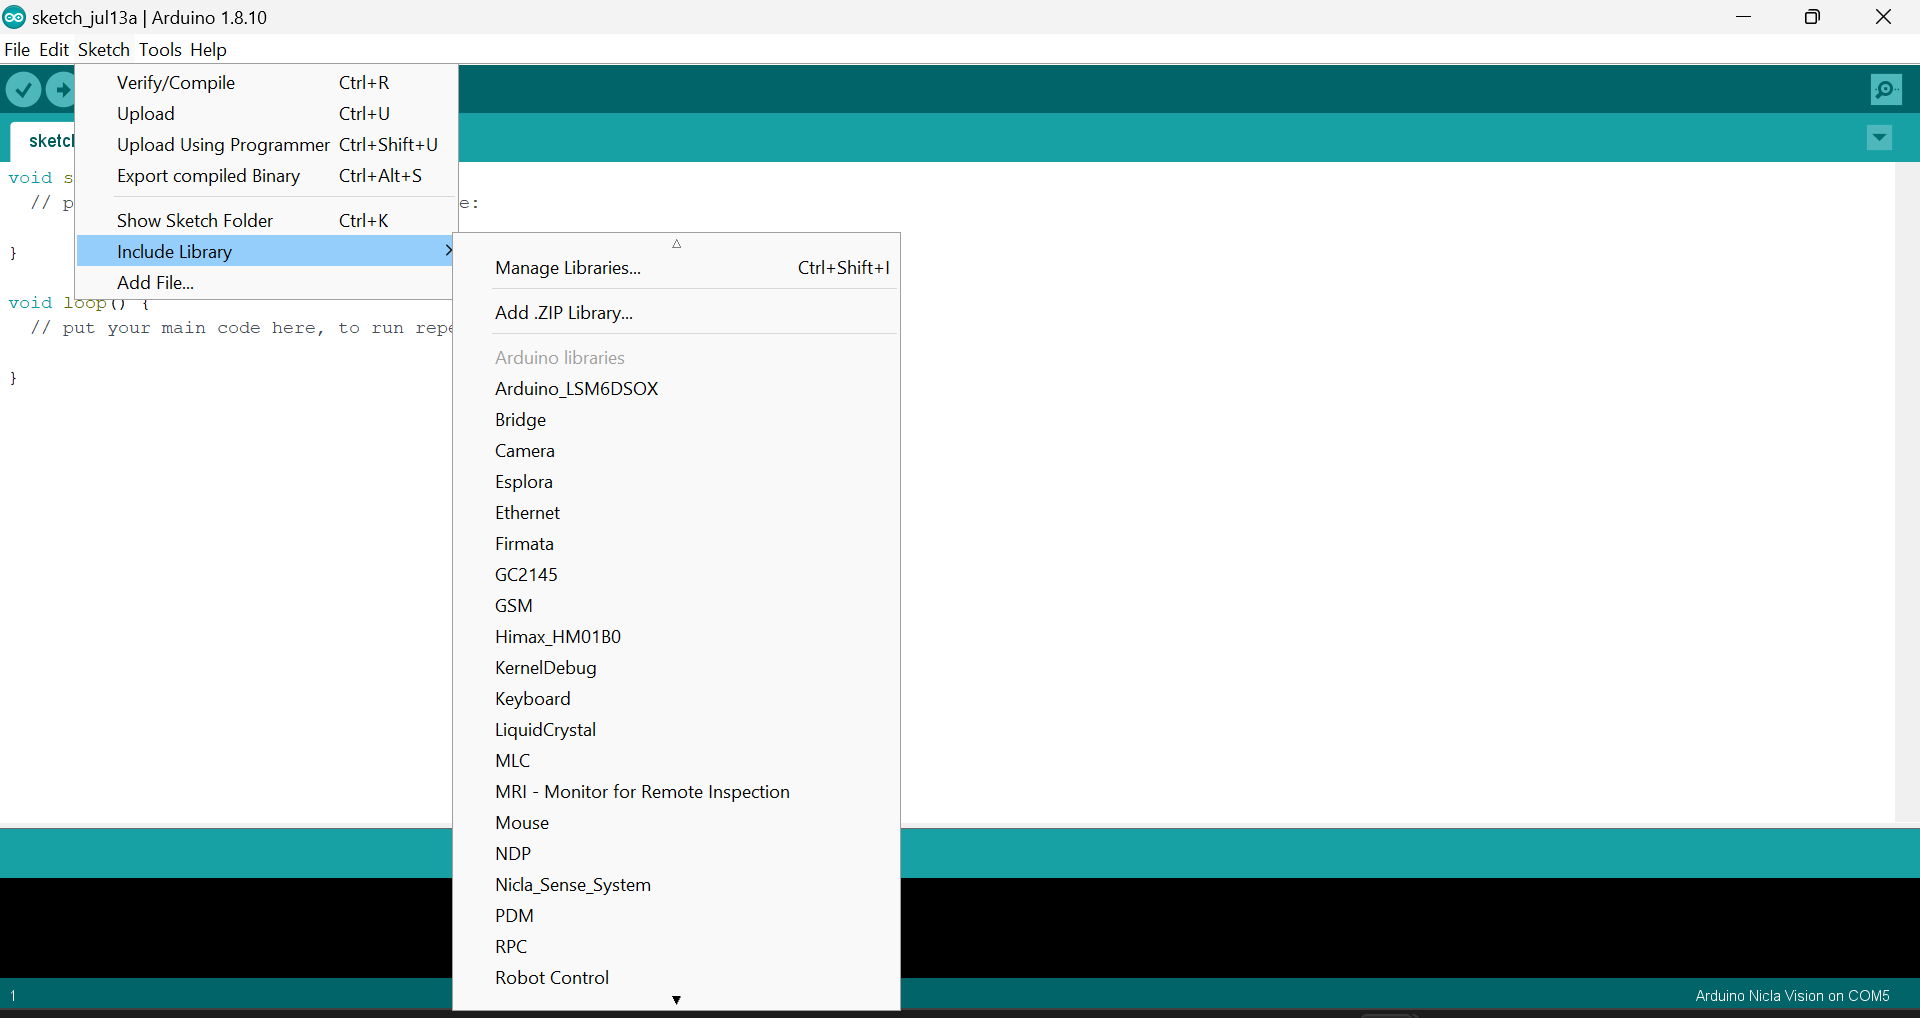 sketch_jul13a | Arduino 1.8.10
File Edit Sketch Tools Help
Verify/Compile Ctrl+R
Upload Ctrl+U
sketch
Upload Using Programmer Ctrl+Shift+U
Export compiled Binary Ctrl+Alt+S
void s
// p e:
Show Sketch Folder Ctrl+K
}
Include Library
Add File...
void loop() {
// put your main code here, to run repe
}
Manage Libraries... Ctrl+Shift+I
Add .ZIP Library...
Arduino libraries
Arduino_LSM6DSOX
Bridge
Camera
Esplora
Ethernet
Firmata
GC2145
GSM
Himax_HM01B0
KernelDebug
Keyboard
LiquidCrystal
MLC
MRI - Monitor for Remote Inspection
Mouse
NDP
Nicla_Sense_System
PDM
RPC
Robot Control
1
Arduino Nicla Vision on COM5